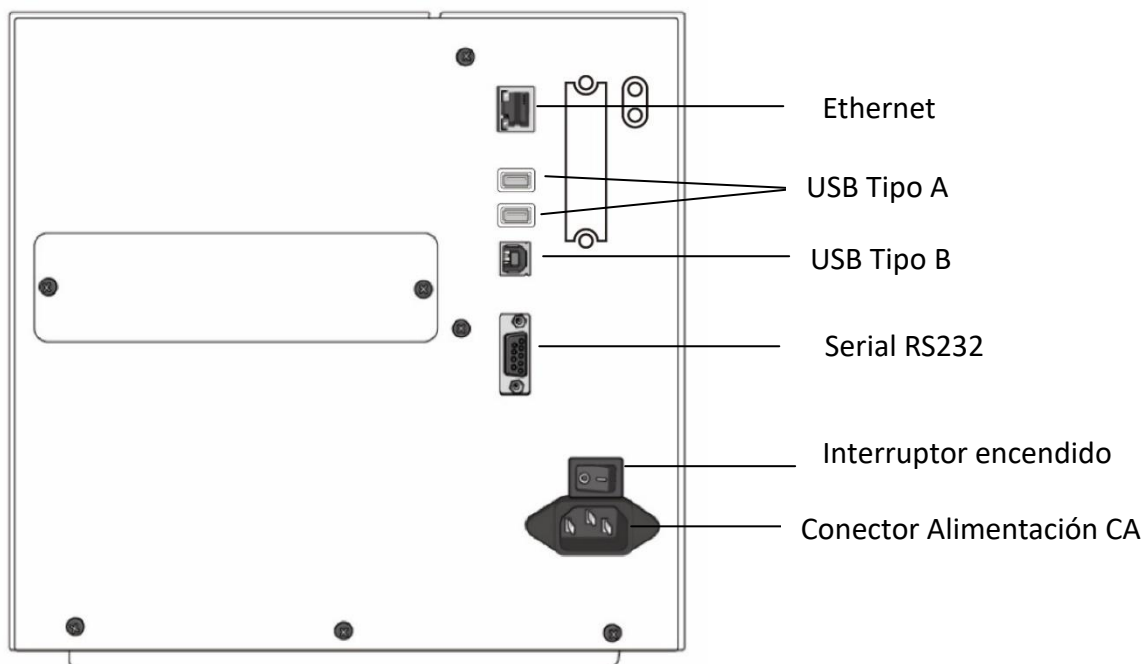 Ethernet
USB Tipo A
USB Tipo B
Serial RS232
Interruptor encendido
Conector Alimentación CA